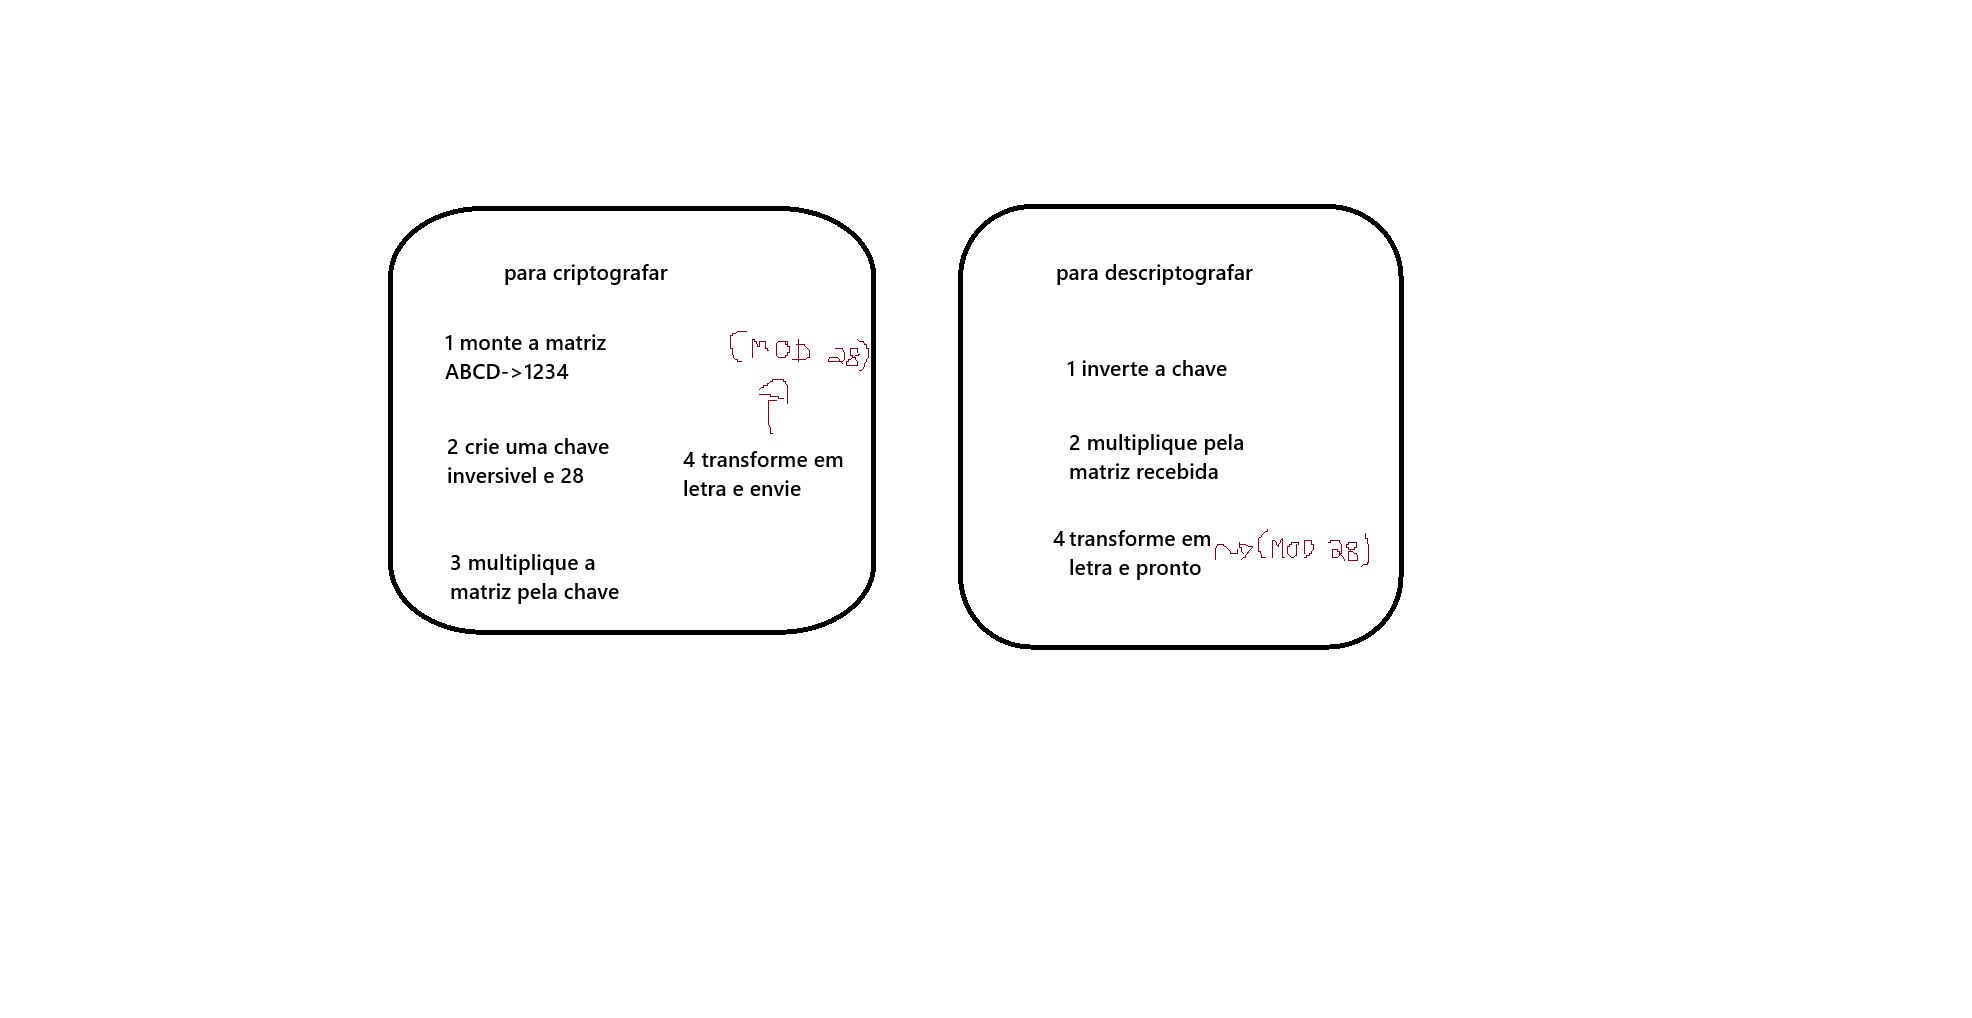 para criptografar
1 monte a matriz
ABCD->1234
2 crie uma chave
inversivel e 28
3 multiplique a
matriz pela chave
(MOD 28)
4 transforme em
letra e envie
para descriptografar
1 inverte a chave
2 multiplique pela
matriz recebida
4 transforme em (MOD 28)
letra e pronto